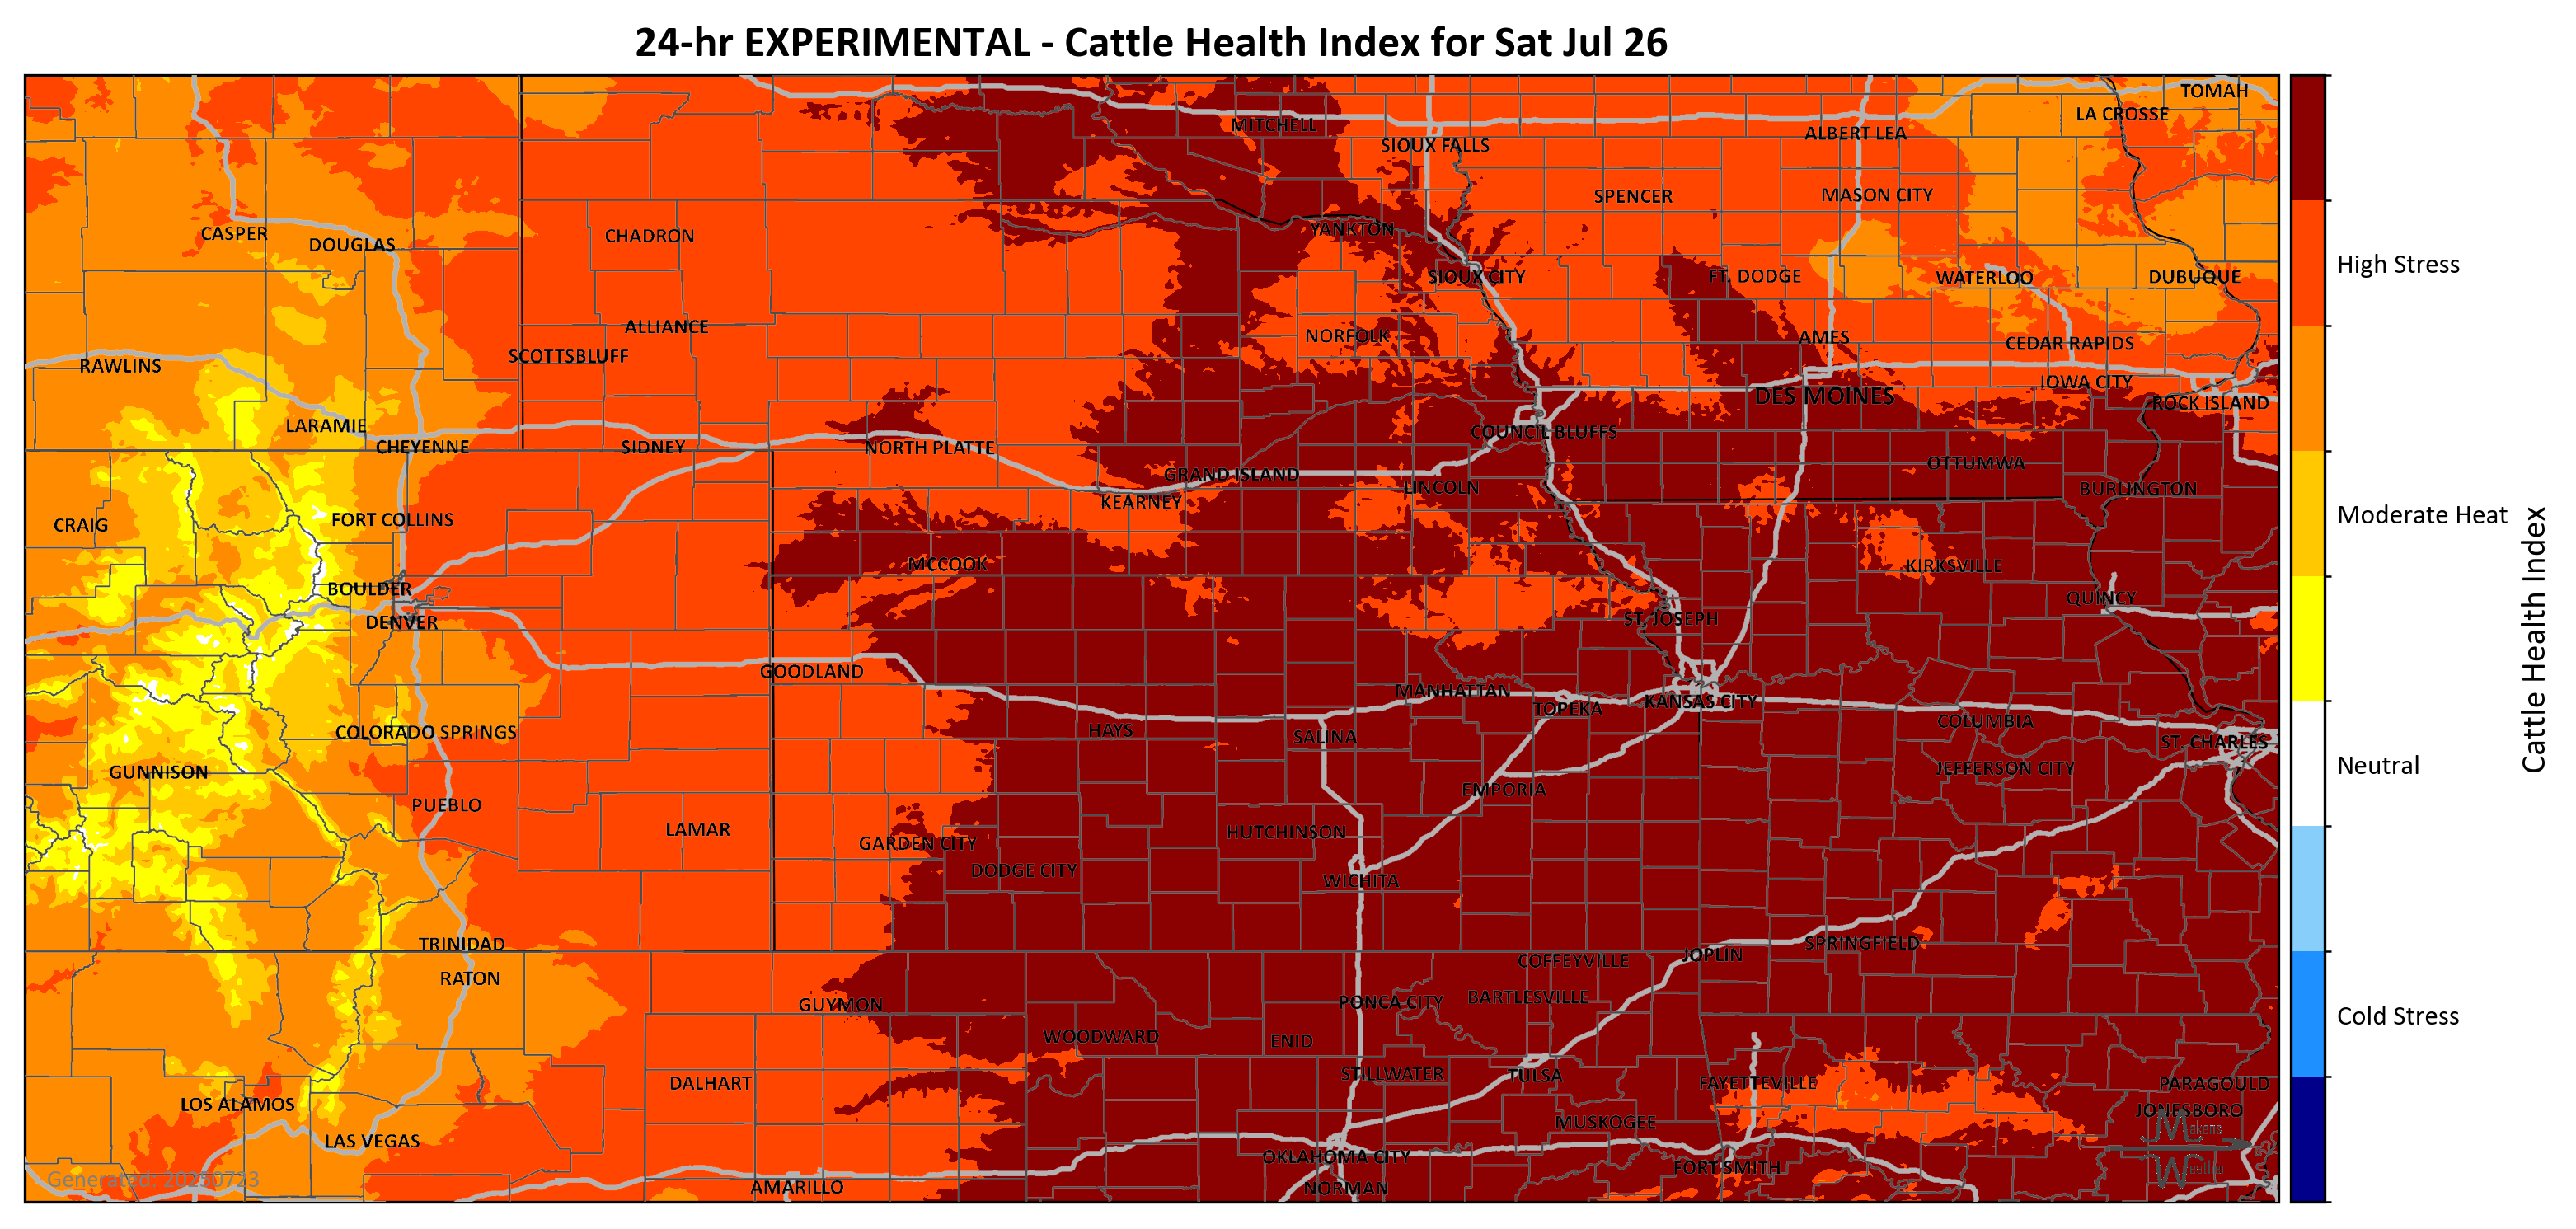 24-hr EXPERIMENTAL - Cattle Health Index for Sat Jul 26
TOMAH
LA CROSSE
MITCHELL
ALBERT LEA
SIOUX FALLS
SPENCER
MASON CITY
CASPER
DOUGLAS
CHADRON
YANKTON
SIOUX CITY
FT. DODGE
WATERLOO
DUBUQUE
ALLIANCE
NORFOLK
AMES
CEDAR RAPIDS
SCOTTSBLUFF
RAWLINS
IOWA CITY
DES MOINES
ROCK ISLAND
LARAMIE
COUNCIL BLUFFS
CHEYENNE
SIDNEY
NORTH PLATTE
OTTUMWA
GRAND ISLAND
LINCOLN
BURLINGTON
KEARNEY
CRAIG
FORT COLLINS
MCCOOK
KIRKSVILLE
BOULDER
QUINCY
DENVER
ST. JOSEPH
GOODLAND
MANHATTAN
TOPEKA
KANSAS CITY
COLUMBIA
COLORADO SPRINGS
HAYS
SALINA
ST. CHARLES
GUNNISON
JEFFERSON CITY
EMPORIA
PUEBLO
LAMAR
HUTCHINSON
GARDEN CITY
DODGE CITY
WICHITA
TRINIDAD
SPRINGFIELD
JOPLIN
COFFEYVILLE
RATON
GUYMON
PONCA CITY
BARTLESVILLE
WOODWARD
ENID
DALHART
STILLWATER
TULSA
FAYETTEVILLE
PARAGOULD
LOS ALAMOS
JONESBORO
MUSKOGEE
LAS VEGAS
OKLAHOMA CITY
FORT SMITH
AMARILLO
NORMAN
Generated: 20250723
Makens
Weather
High Stress
Moderate Heat
Neutral
Cold Stress
Cattle Health Index